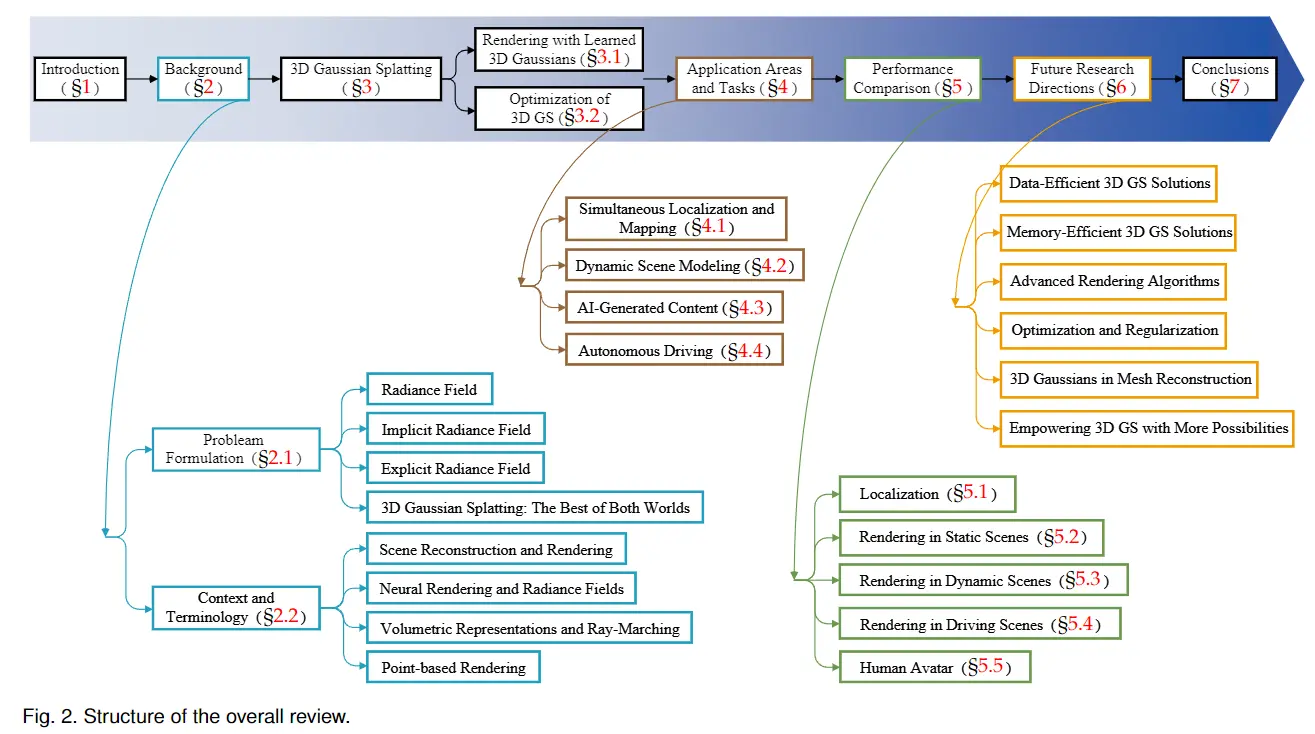 Introduction
(§1)
Background
(§2)
3D Gaussian Splatting
(§3)
Rendering with Learned
3D Gaussians (§3.1)
Optimization of
3D GS (§3.2)
Application Areas
and Tasks (§4)
Performance
Comparison (§5)
Future Research
Directions (§6)
Conclusions
(§7)
Probleam
Formulation (§2.1)
Radiance Field
Implicit Radiance Field
Explicit Radiance Field
3D Gaussian Splatting: The Best of Both Worlds
Context and
Terminology (§2.2)
Scene Reconstruction and Rendering
Neural Rendering and Radiance Fields
Volumetric Representations and Ray-Marching
Point-based Rendering
Simultaneous Localization and
Mapping (§4.1)
Dynamic Scene Modeling (§4.2)
AI-Generated Content (§4.3)
Autonomous Driving (§4.4)
Localization (§5.1)
Rendering in Static Scenes (§5.2)
Rendering in Dynamic Scenes (§5.3)
Rendering in Driving Scenes (§5.4)
Human Avatar (§5.5)
Data-Efficient 3D GS Solutions
Memory-Efficient 3D GS Solutions
Advanced Rendering Algorithms
Optimization and Regularization
3D Gaussians in Mesh Reconstruction
Empowering 3D GS with More Possibilities
Fig. 2. Structure of the overall review.